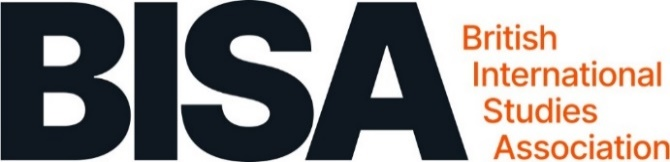 BISA
British
International
Studies
Association